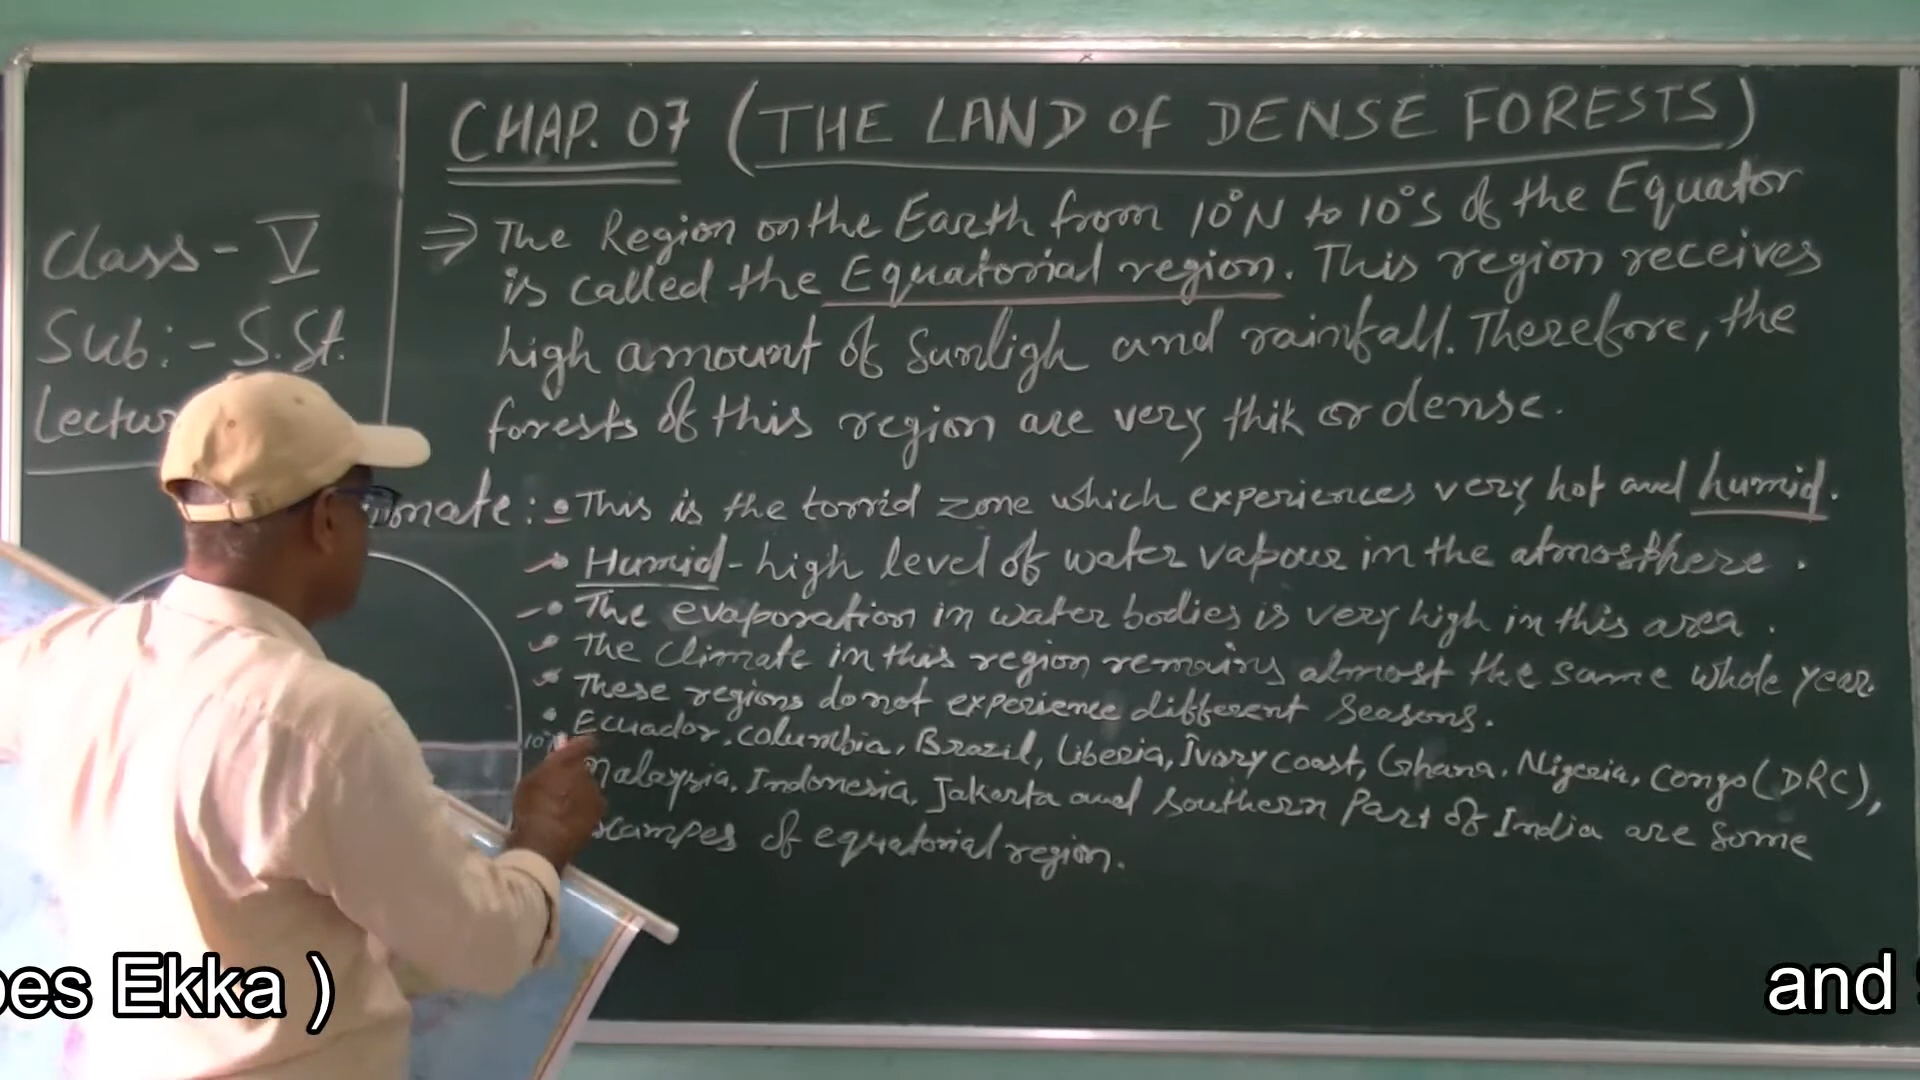 CHAP. 07 (THE LAND of DENSE FORESTS)
Class - V
Sub:- S.St.
Lectur
⇒ The Region on the Earth from 10°N to 10°S of the Equator
is called the Equatorial region. This region receives
high amount of Sunligh and rainfall. Therefore, the
forests of this region are very thik or dense.
mate: • This is the torrid zone which experiences very hot and humid.
• Humid - high level of water vapour in the atmosphere.
• The evaporation in water bodies is very high in this area.
• The Climate in this region remains almost the same whole year.
• These regions do not experience different Seasons.
• Ecuador, Columbia, Brazil, Liberia, Ivory Coast, Ghana, Nigeria, Congo (DRC),
Malaysia, Indonesia, Jakarta and Southern Part of India are some
xampes of equatorial region.
10°
oes Ekka )
and